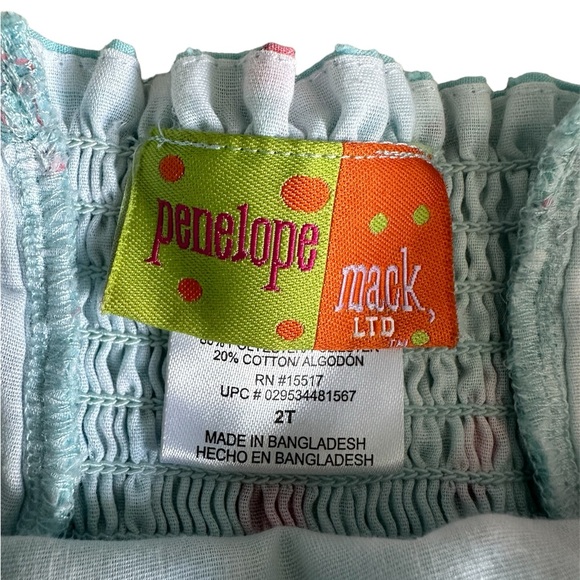 penelope
mack,
LTD
20% COTTON/ ALGODÓN
RN #15517
UPC # 029534481567
2T
MADE IN BANGLADESH
HECHO EN BANGLADESH